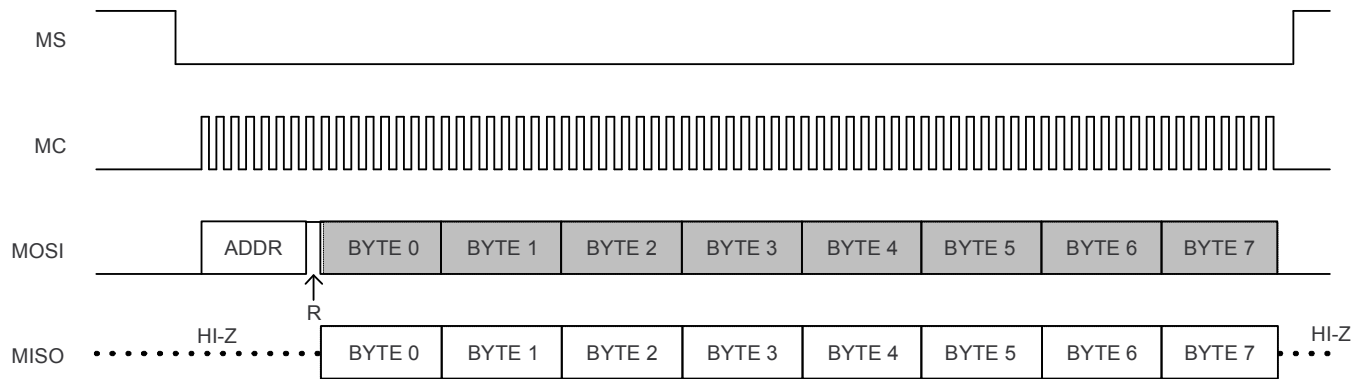 MS
MC
MOSI ADDR BYTE 0 BYTE 1 BYTE 2 BYTE 3 BYTE 4 BYTE 5 BYTE 6 BYTE 7
R
HI-Z HI-Z
MISO BYTE 0 BYTE 1 BYTE 2 BYTE 3 BYTE 4 BYTE 5 BYTE 6 BYTE 7